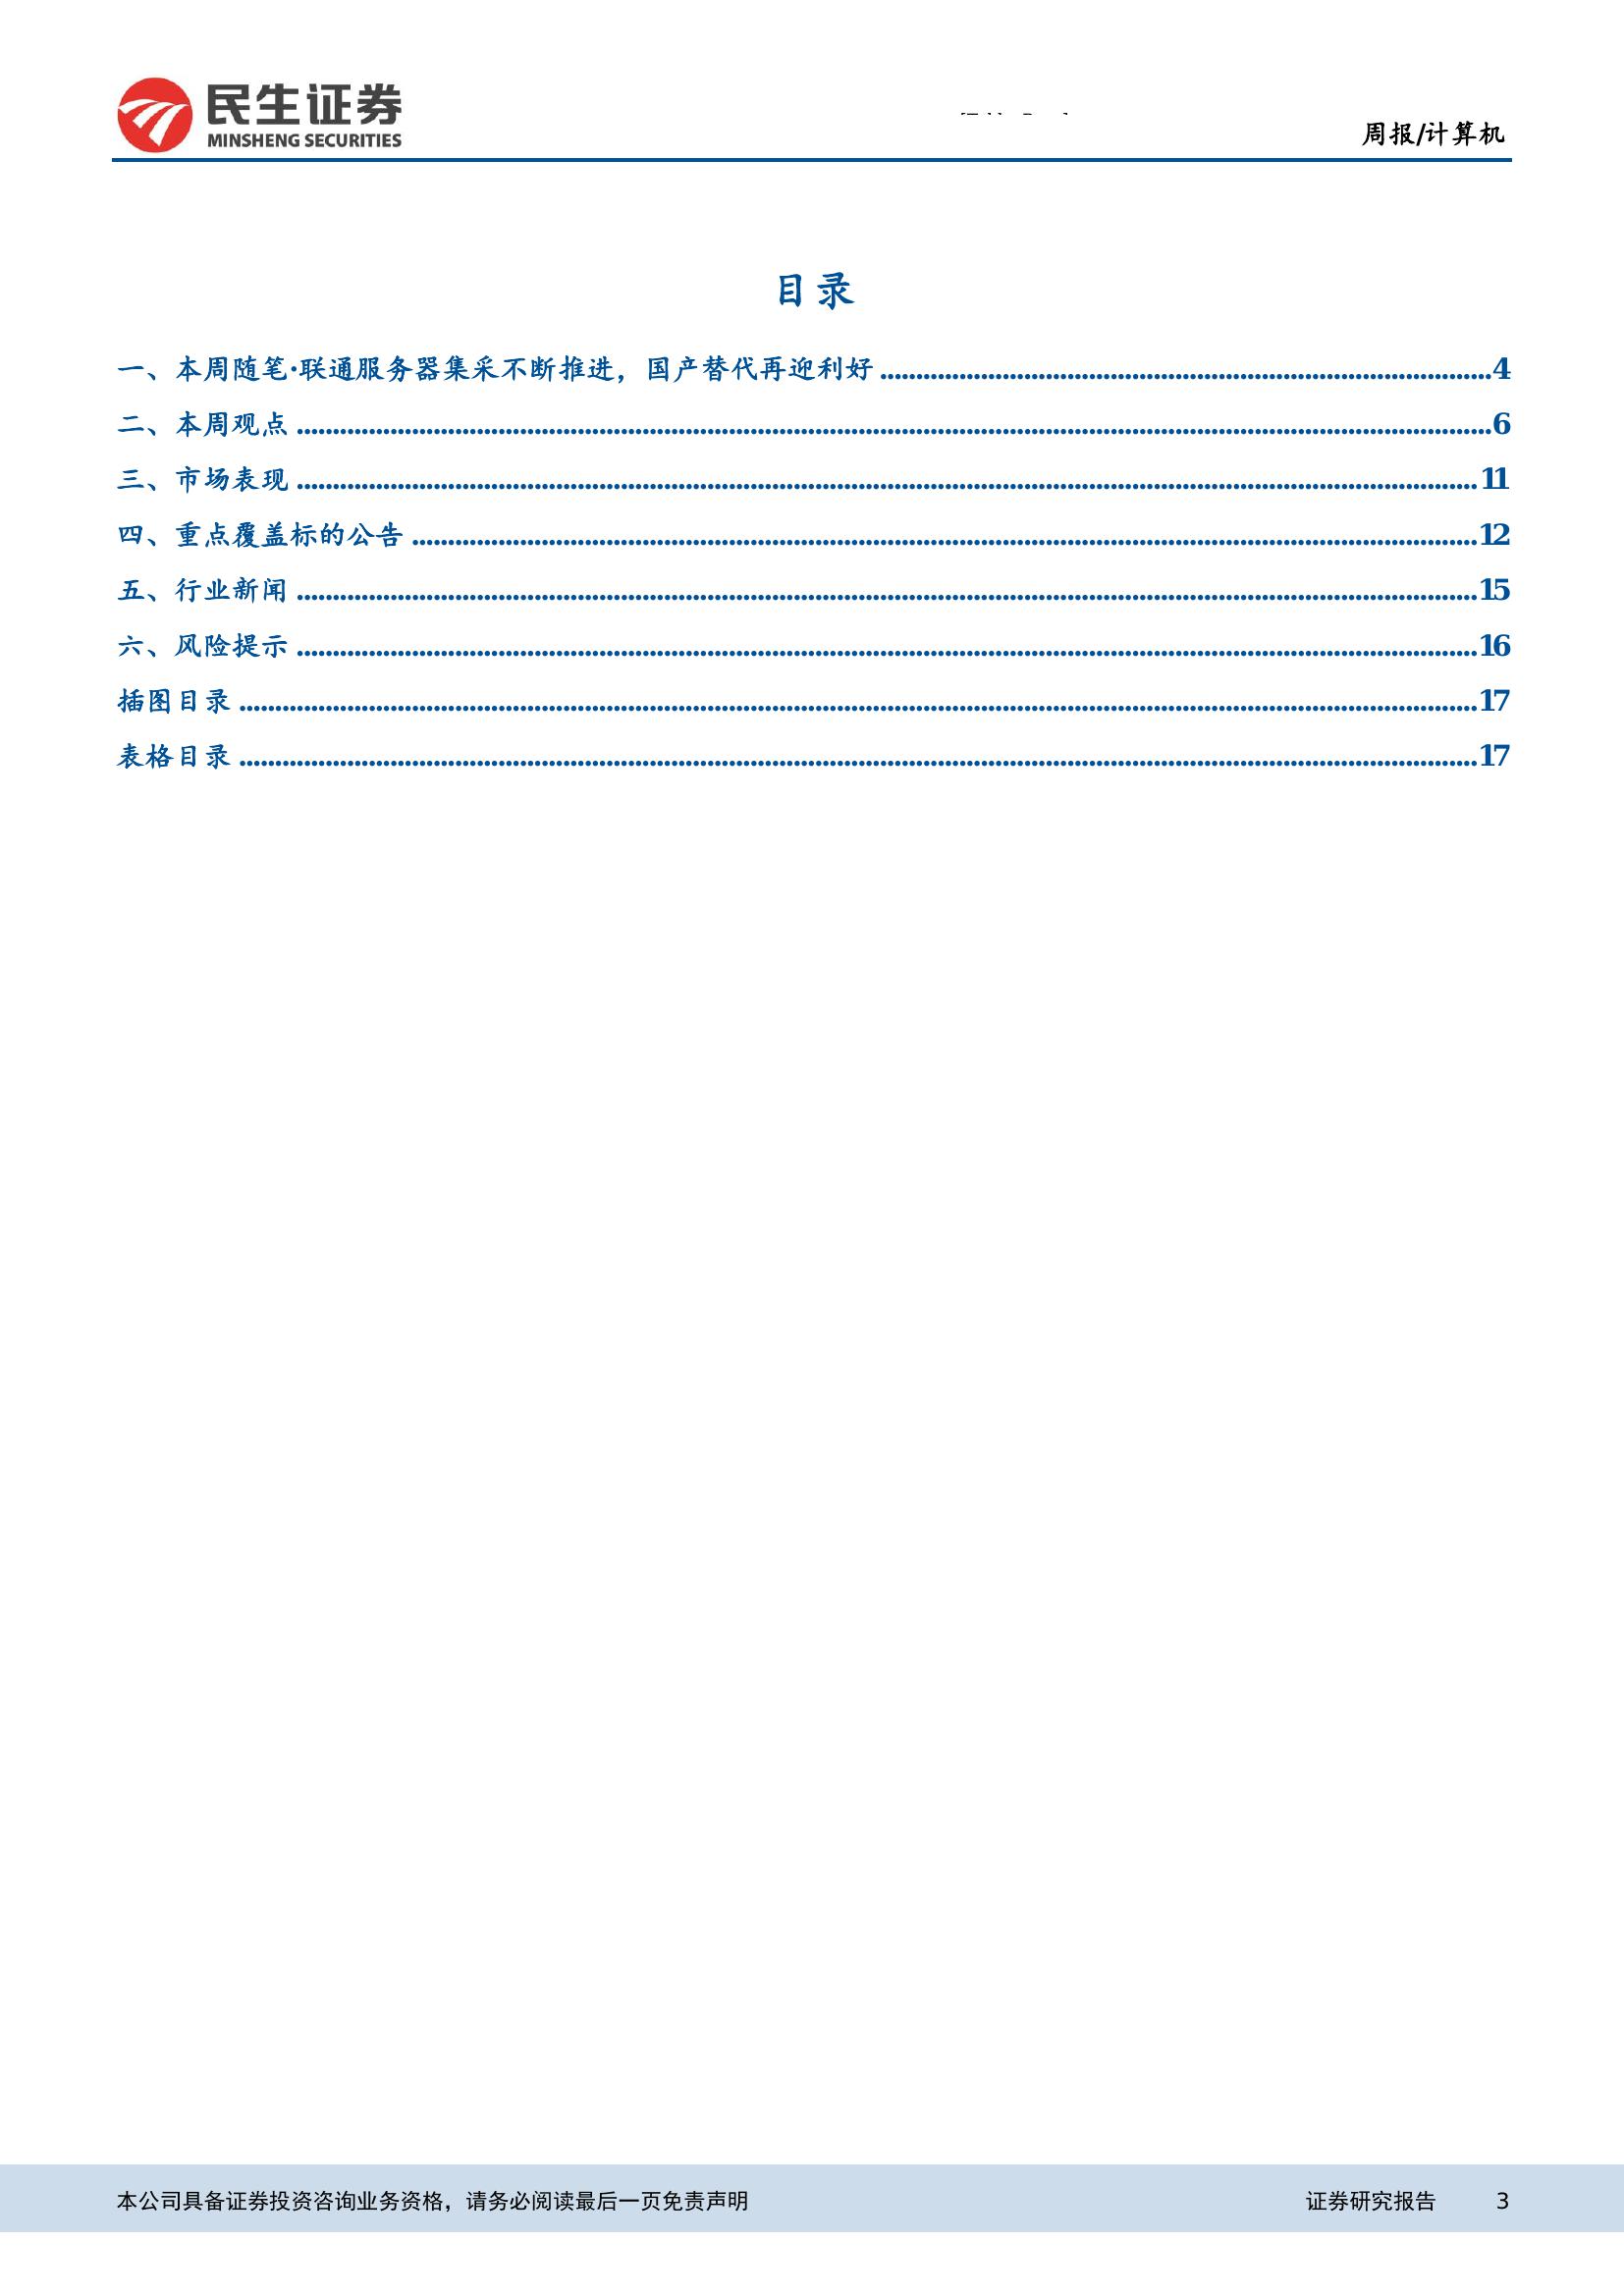 民生证券
MINSHENG SECURITIES
周报/计算机
目录
一、本周随笔·联通服务器集采不断推进，国产替代再迎利好 ........................................ 4
二、本周观点 ........................................ 6
三、市场表现 ........................................ 11
四、重点覆盖标的公告 ........................................ 12
五、行业新闻 ........................................ 15
六、风险提示 ........................................ 16
插图目录 ........................................ 17
表格目录 ........................................ 17
本公司具备证券投资咨询业务资格，请务必阅读最后一页免责声明
证券研究报告 3